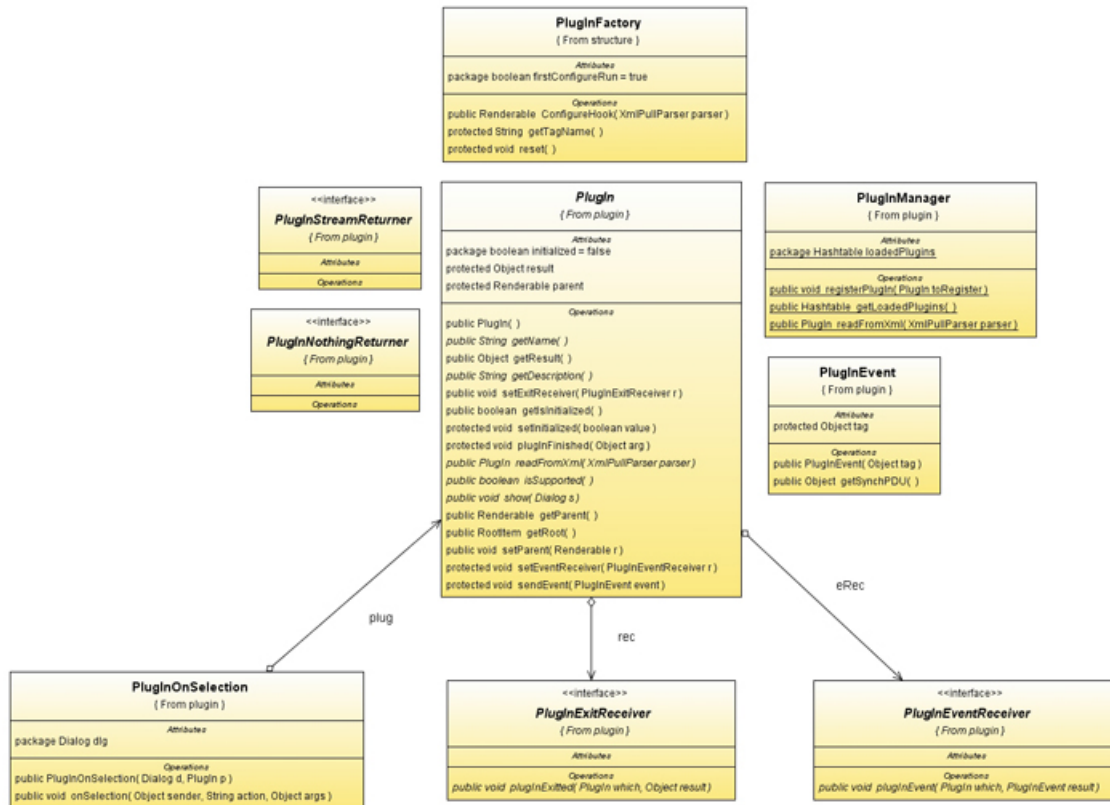 PlugInFactory
{ From structure }
Attributes
package boolean firstConfigureRun = true
Operations
public Renderable ConfigureHook( XmlPullParser parser )
protected String getTagName( )
protected void reset( )
<<interface>>
PlugInStreamReturner
{ From plugin }
Attributes
Operations
<<interface>>
PlugInNothingReturner
{ From plugin }
Attributes
Operations
PlugIn
{ From plugin }
Attributes
package boolean initialized = false
protected Object result
protected Renderable parent
Operations
public PlugIn( )
public String getName( )
public Object getResult( )
public String getDescription( )
public void setExitReceiver( PlugInExitReceiver r )
public boolean getIsInitialized( )
protected void setInitialized( boolean value )
protected void plugInFinished( Object arg )
public PlugIn readFromXml( XmlPullParser parser )
public boolean isSupported( )
public void show( Dialog s )
public Renderable getParent( )
public RootItem getRoot( )
public void setParent( Renderable r )
protected void setEventReceiver( PlugInEventReceiver r )
protected void sendEvent( PlugInEvent event )
PlugInManager
{ From plugin }
Attributes
package Hashtable loadedPlugins
Operations
public void registerPlugIn( PlugIn toRegister )
public Hashtable getLoadedPlugins( )
public PlugIn readFromXml( XmlPullParser parser )
PlugInEvent
{ From plugin }
Attributes
protected Object tag
Operations
public PlugInEvent( Object tag )
public Object getSynchPDU( )
plug
rec
eRec
PlugInOnSelection
{ From plugin }
Attributes
package Dialog dlg
Operations
public PlugInOnSelection( Dialog d, PlugIn p )
public void onSelection( Object sender, String action, Object args )
<<interface>>
PlugInExitReceiver
{ From plugin }
Attributes
Operations
public void plugInExitted( PlugIn which, Object result )
<<interface>>
PlugInEventReceiver
{ From plugin }
Attributes
Operations
public void plugInEvent( PlugIn which, PlugInEvent result )